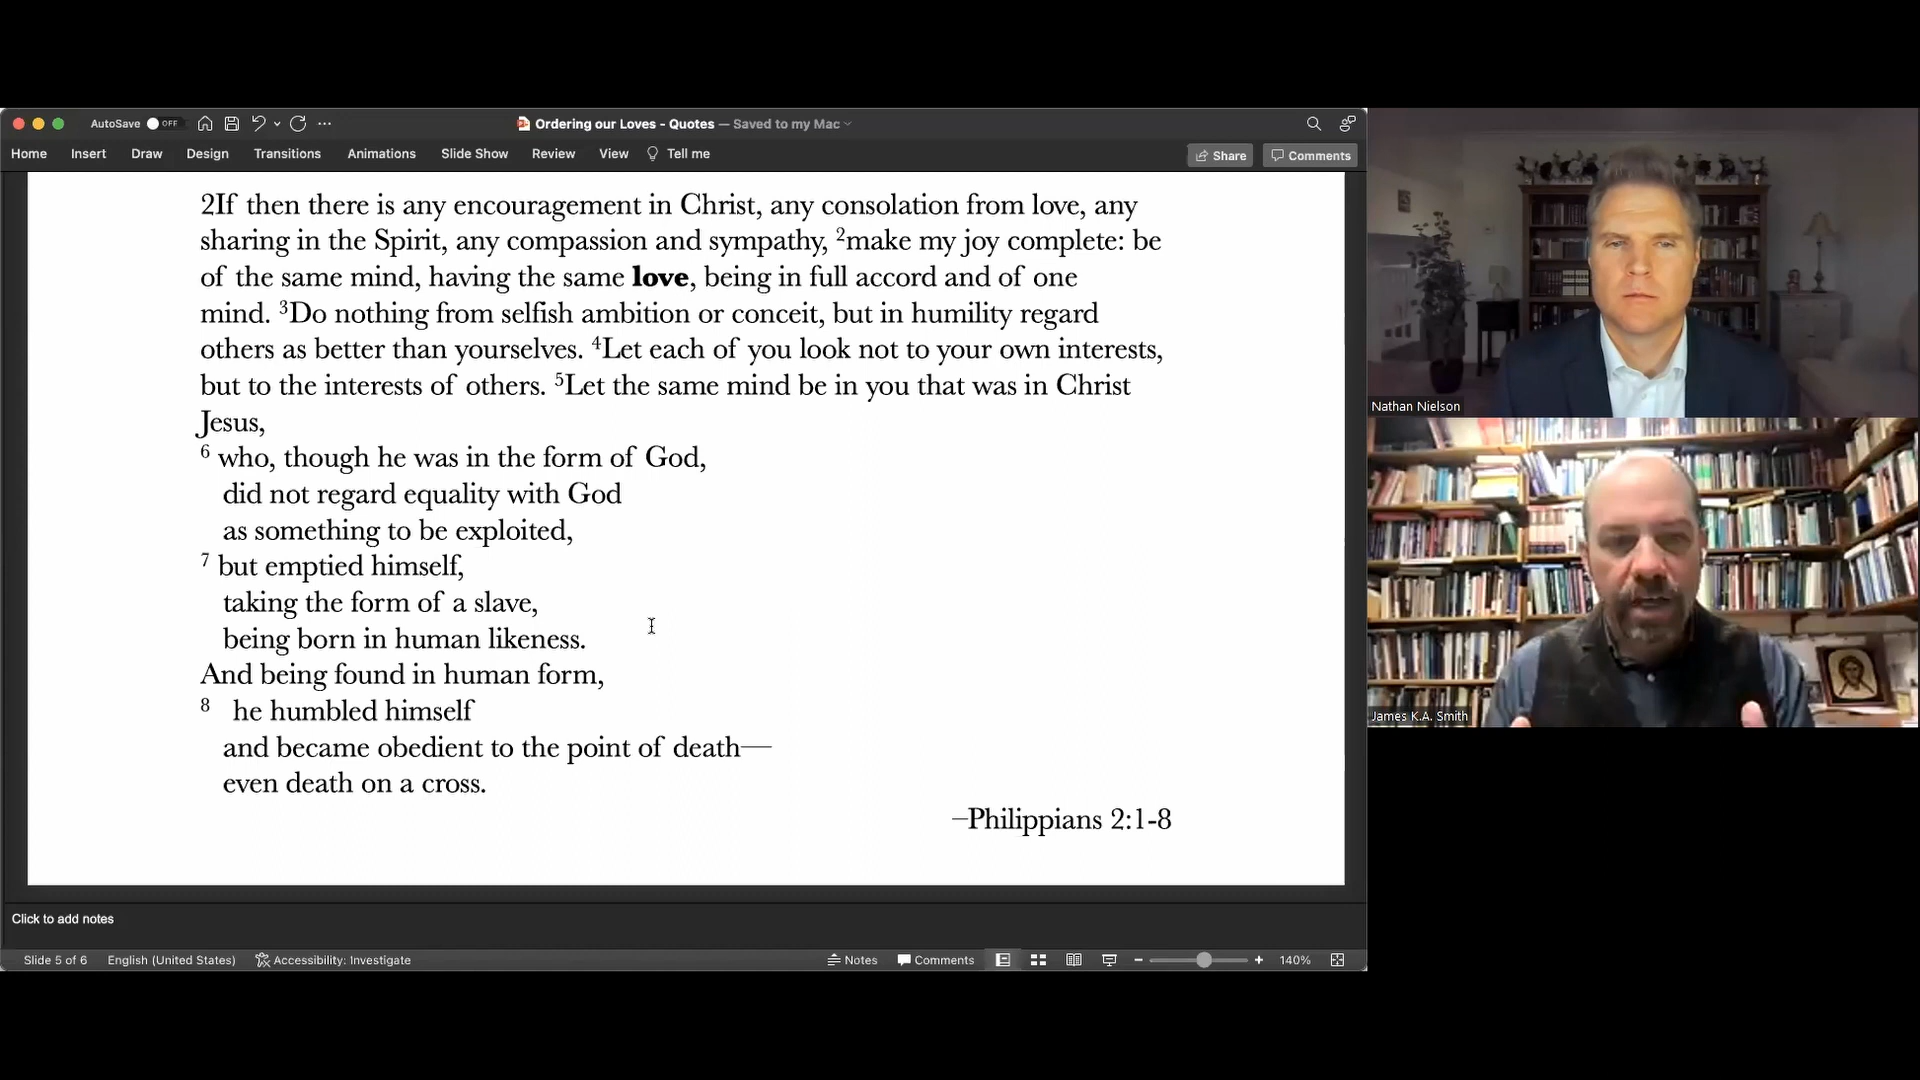 AutoSave OFF
Ordering our Loves - Quotes — Saved to my Mac
Home Insert Draw Design Transitions Animations Slide Show Review View Tell me
Share Comments
2If then there is any encouragement in Christ, any consolation from love, any
sharing in the Spirit, any compassion and sympathy, 2make my joy complete: be
of the same mind, having the same love, being in full accord and of one
mind. 3Do nothing from selfish ambition or conceit, but in humility regard
others as better than yourselves. 4Let each of you look not to your own interests,
but to the interests of others. 5Let the same mind be in you that was in Christ
Jesus,
6 who, though he was in the form of God,
did not regard equality with God
as something to be exploited,
7 but emptied himself,
taking the form of a slave,
being born in human likeness.
And being found in human form,
8 he humbled himself
and became obedient to the point of death—
even death on a cross.
–Philippians 2:1-8
Click to add notes
Slide 5 of 6 English (United States) Accessibility: Investigate Notes Comments 140%
Nathan Nielson
James K.A. Smith